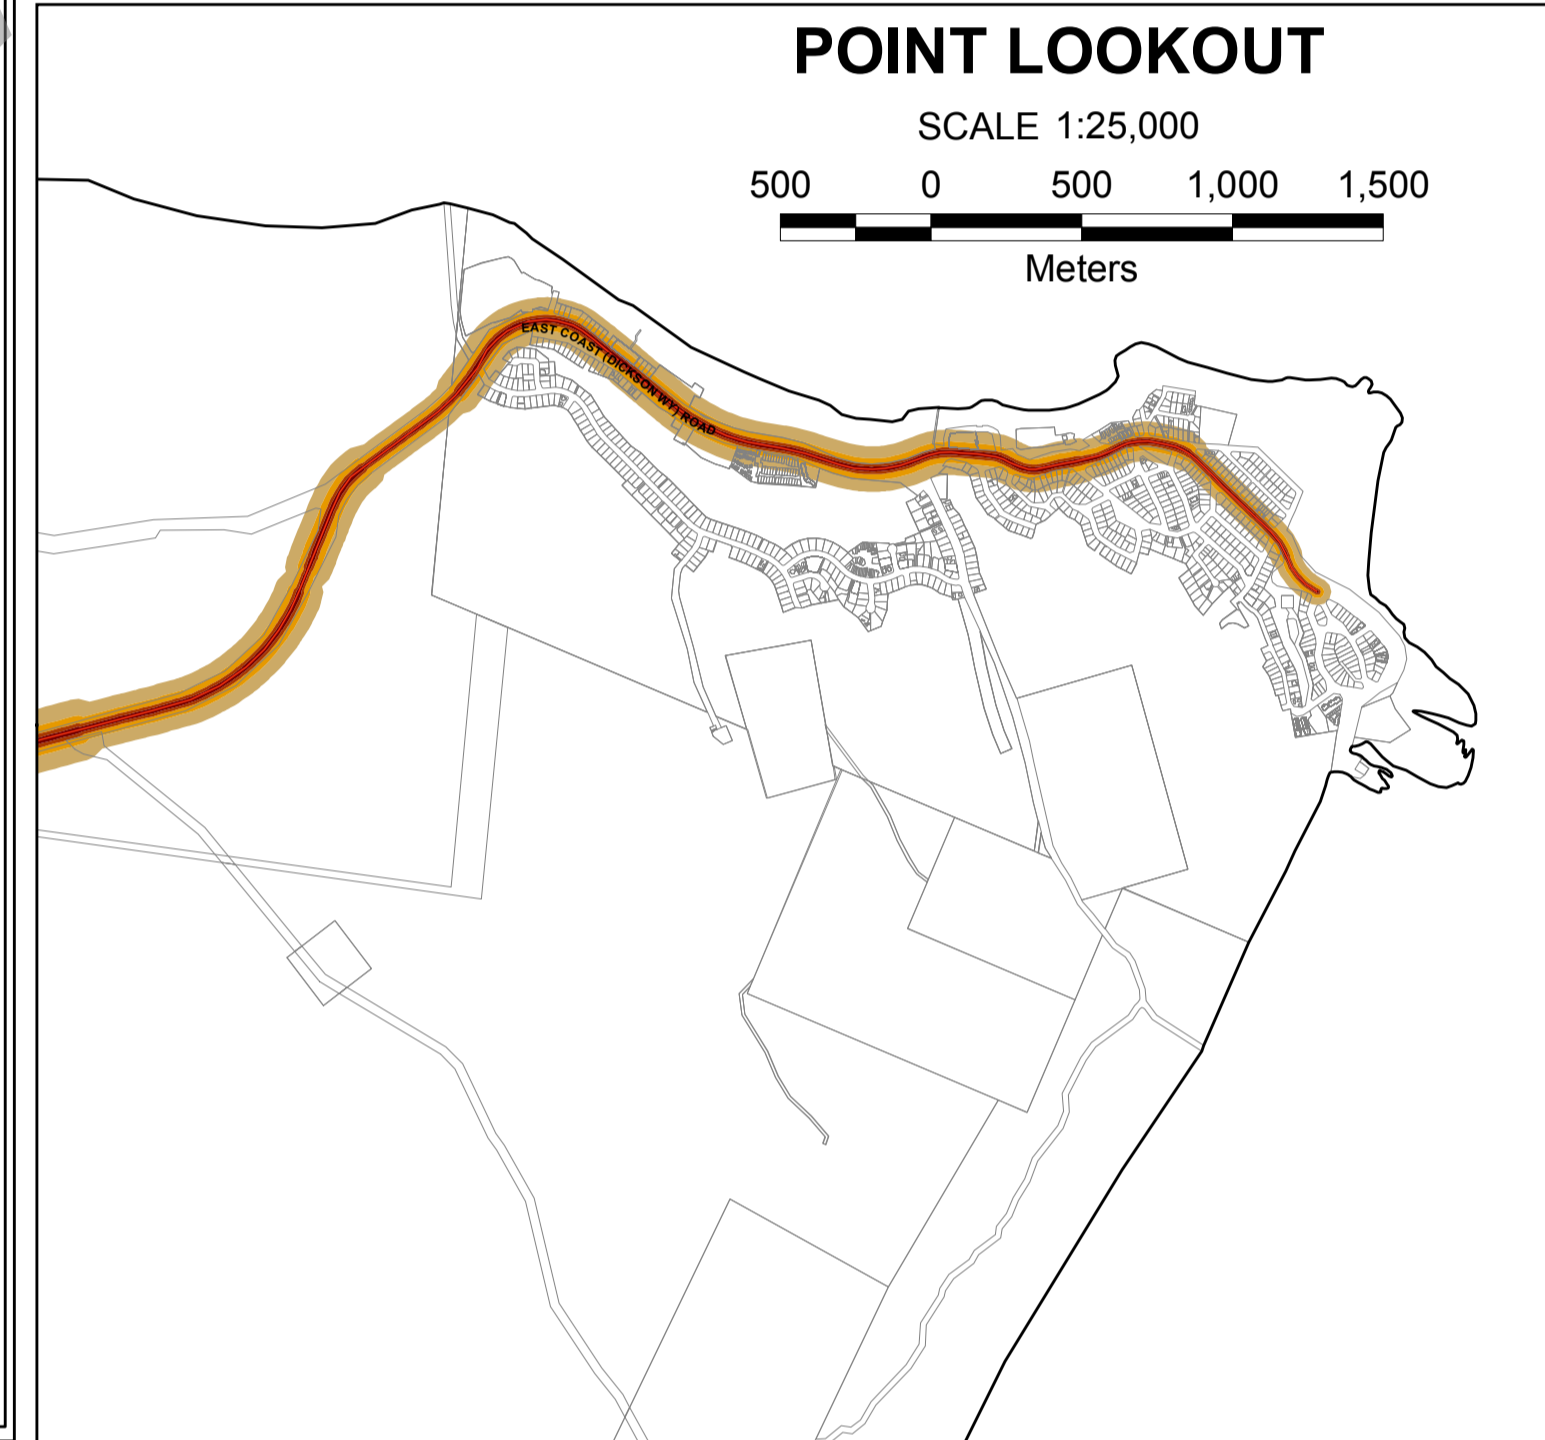 POINT LOOKOUT
SCALE 1:25,000
500 0 500 1,000 1,500
Meters
EAST COAST (DICKSON WY) ROAD